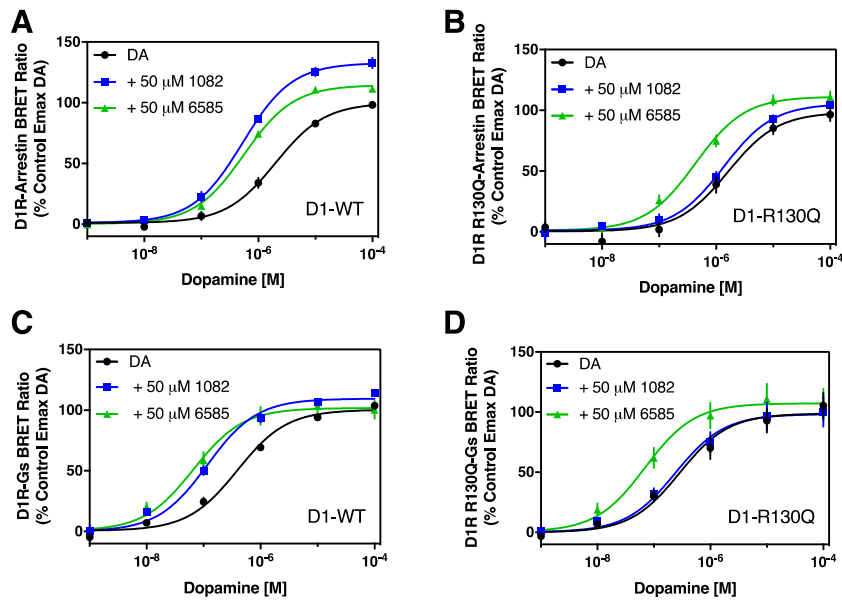 A
D1R-Arrestin BRET Ratio
(% Control Emax DA)
150
100
50
0
DA
+ 50 μM 1082
+ 50 μM 6585
D1-WT
10⁻⁸
10⁻⁶
10⁻⁴
Dopamine [M]
B
D1R R130Q-Arrestin BRET Ratio
(% Control Emax DA)
150
100
50
0
DA
+ 50 μM 1082
+ 50 μM 6585
D1-R130Q
10⁻⁸
10⁻⁶
10⁻⁴
Dopamine [M]
C
D1R-Gs BRET Ratio
(% Control Emax DA)
150
100
50
0
DA
+ 50 μM 1082
+ 50 μM 6585
D1-WT
10⁻⁸
10⁻⁶
10⁻⁴
Dopamine [M]
D
D1R R130Q-Gs BRET Ratio
(% Control Emax DA)
150
100
50
0
DA
+ 50 μM 1082
+ 50 μM 6585
D1-R130Q
10⁻⁸
10⁻⁶
10⁻⁴
Dopamine [M]